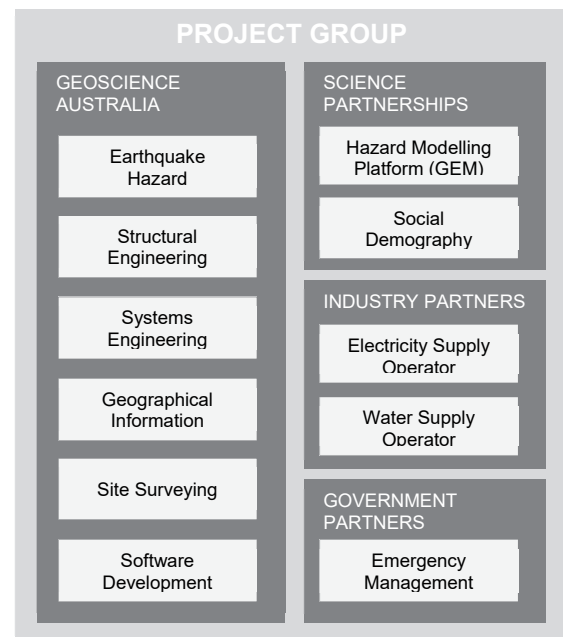 PROJECT GROUP
GEOSCIENCE
AUSTRALIA
Earthquake
Hazard
Structural
Engineering
Systems
Engineering
Geographical
Information
Site Surveying
Software
Development
SCIENCE
PARTNERSHIPS
Hazard Modelling
Platform (GEM)
Social
Demography
INDUSTRY PARTNERS
Electricity Supply
Operator
Water Supply
Operator
GOVERNMENT
PARTNERS
Emergency
Management